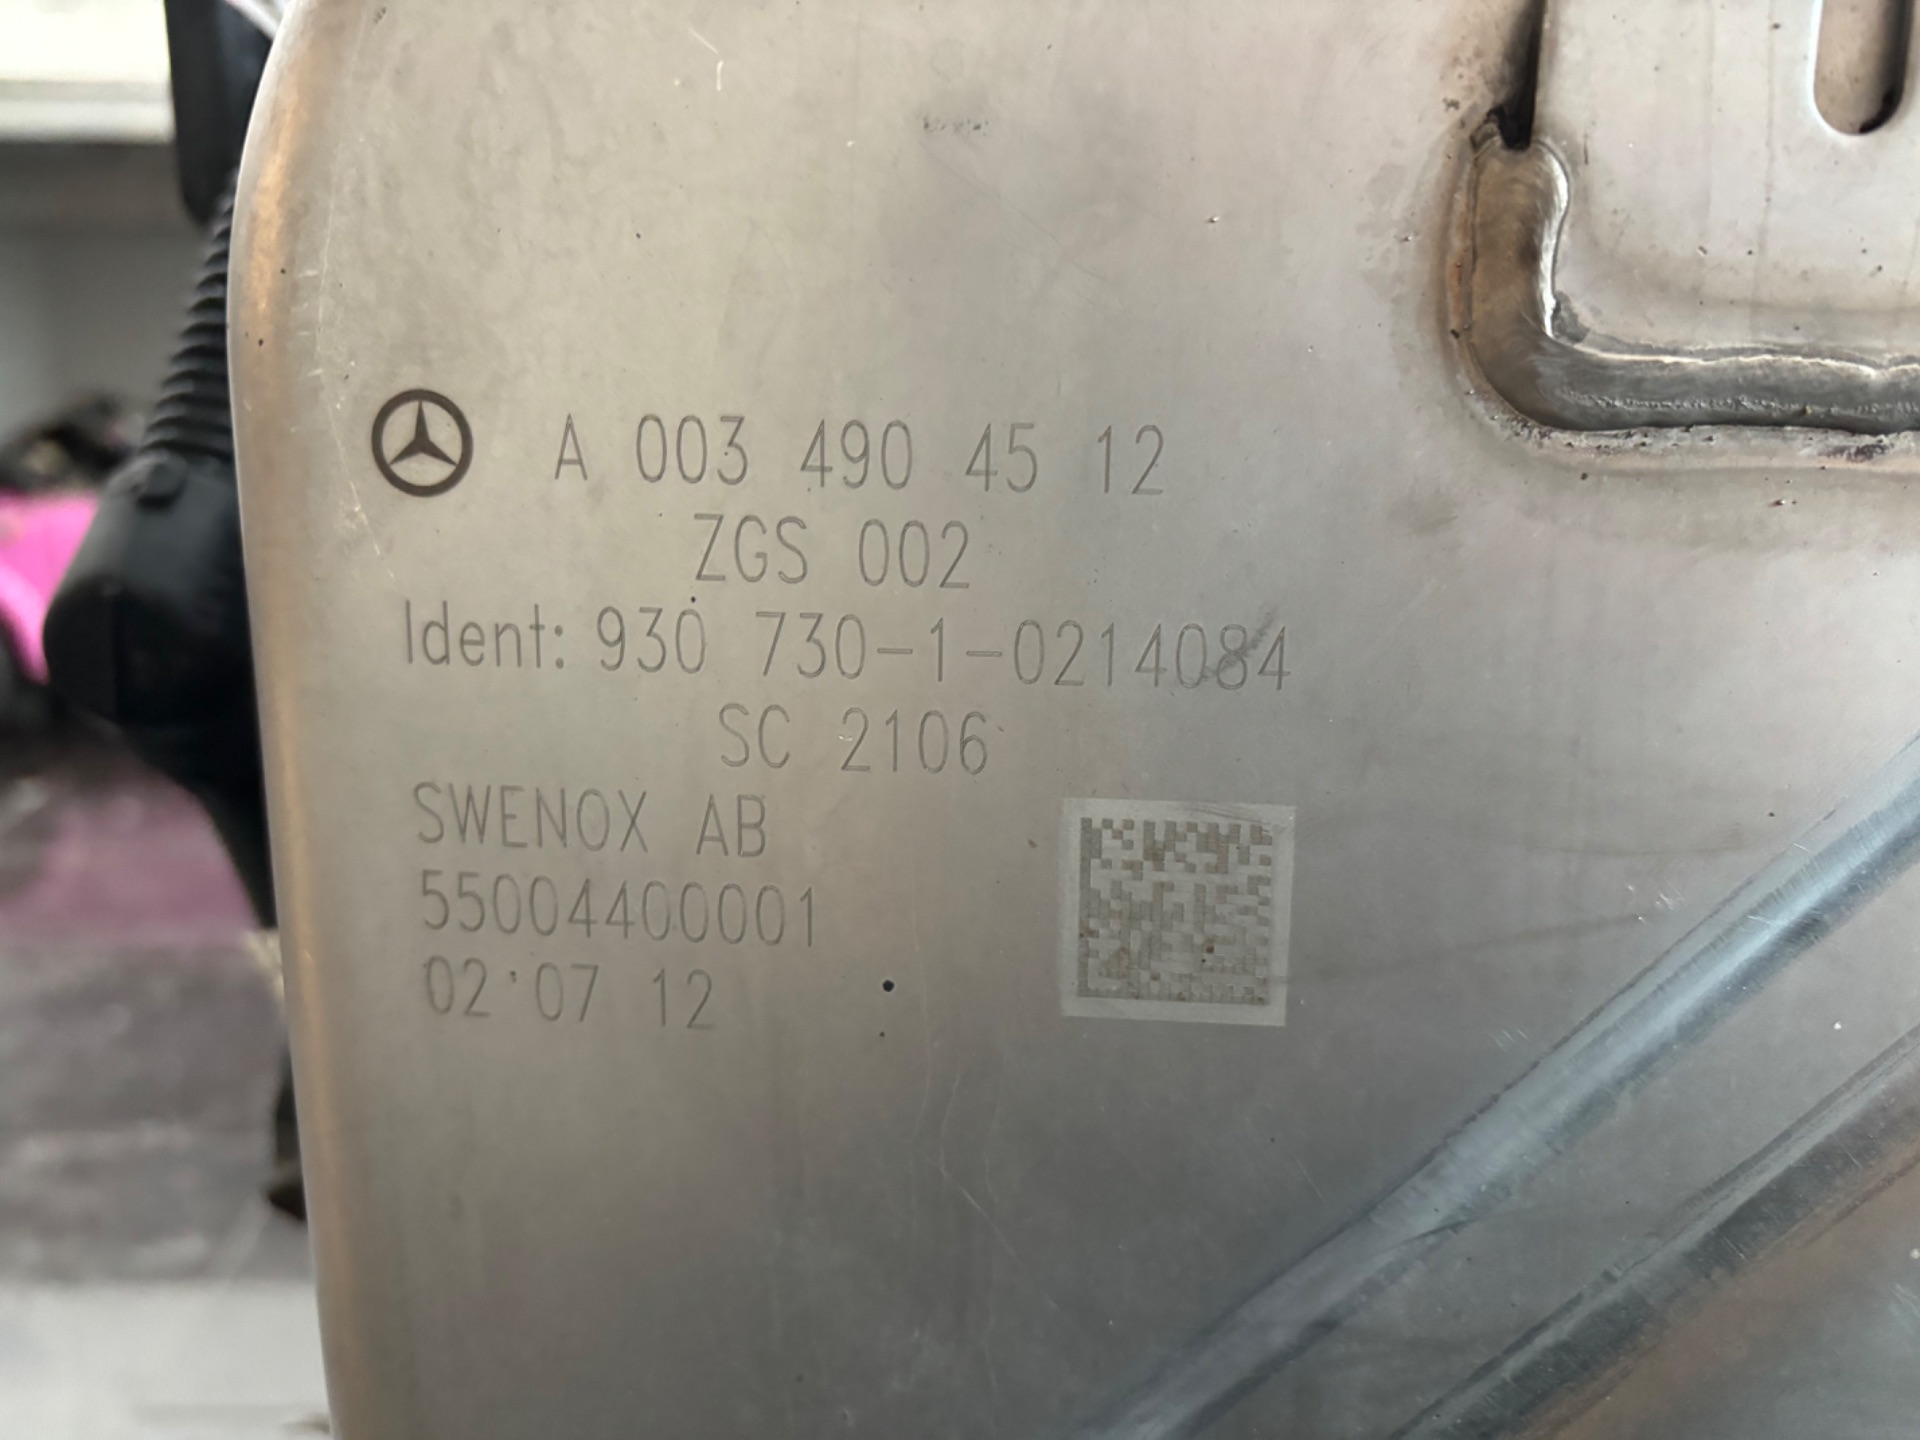 A 003 490 45 12
ZGS 002
Ident: 930 730-1-0214084
SC 2106
SWENOX AB
55004400001
02 07 12